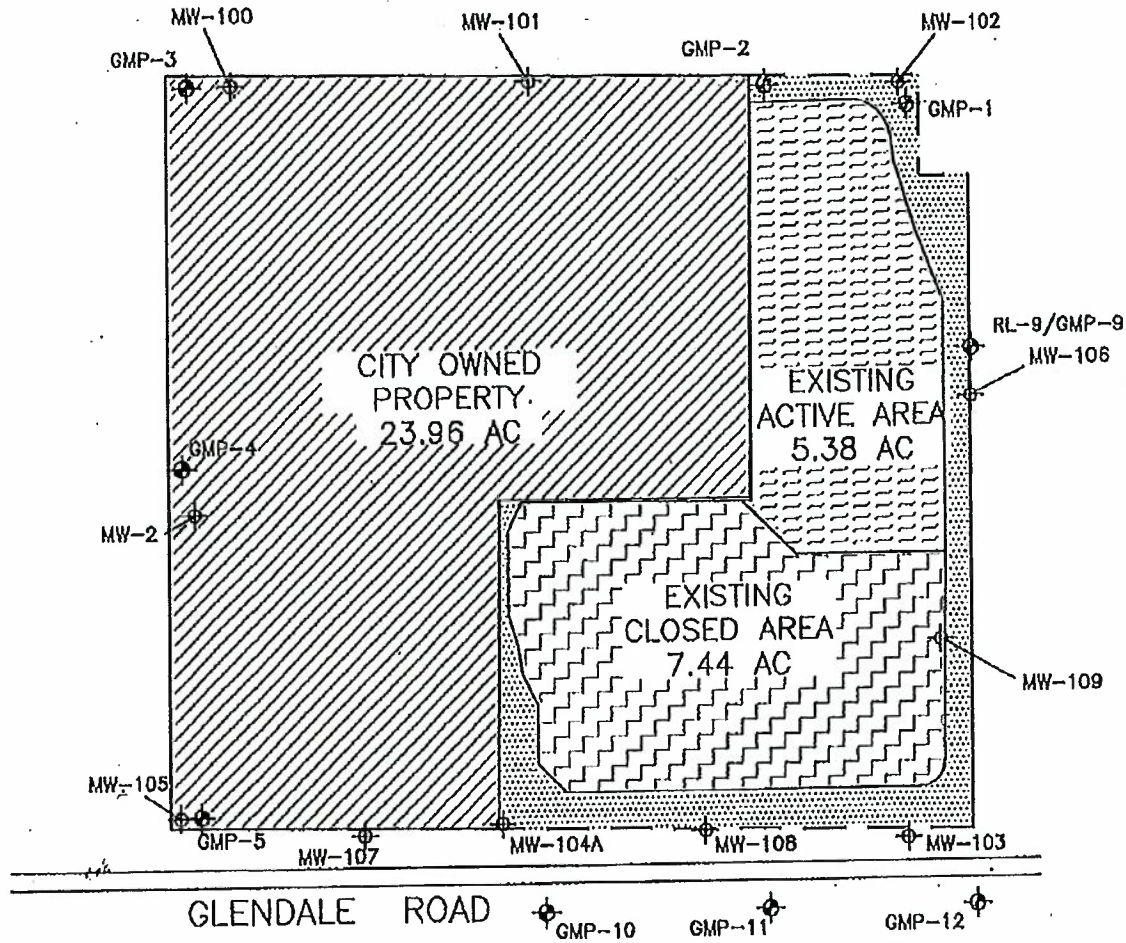 MW-100
MW-101
GMP-2
MW-102
GMP-3
GMP-1
RL-9/GMP-9
MW-106
CITY OWNED
PROPERTY.
23.96 AC
EXISTING
ACTIVE AREA
5.38 AC
GMP-4
MW-2
EXISTING
CLOSED AREA
7.44 AC
MW-109
MW-105
GMP-5
MW-107
MW-104A
MW-108
MW-103
GLENDALE ROAD
GMP-10
GMP-11
GMP-12